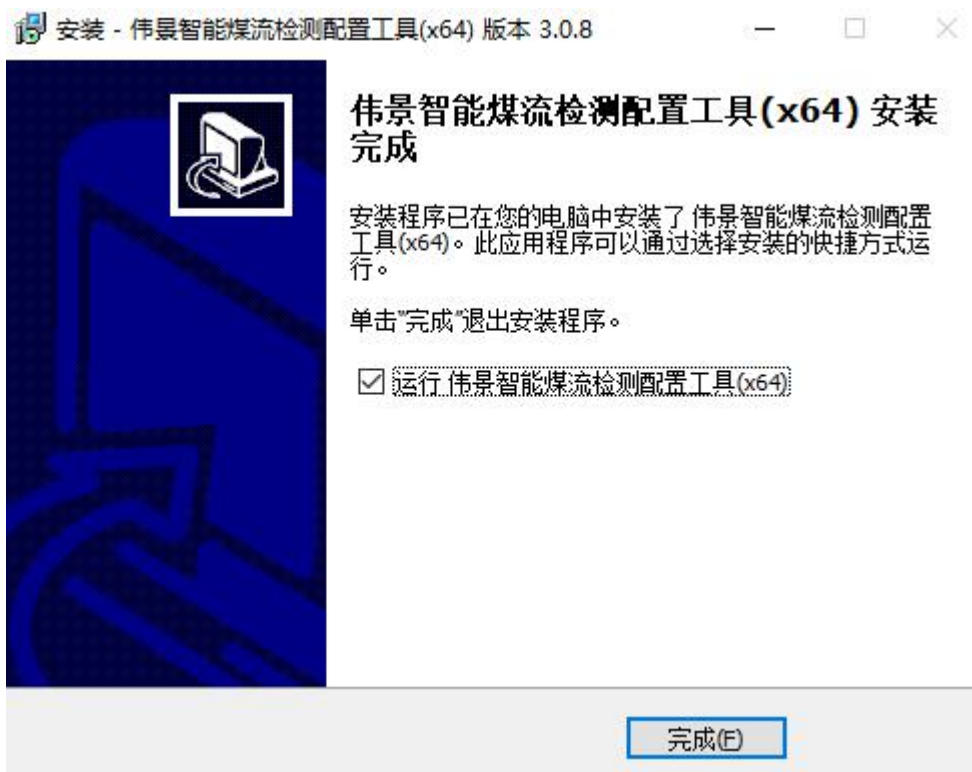 安装 - 伟景智能煤流检测配置工具(x64) 版本 3.0.8
伟景智能煤流检测配置工具(x64) 安装
完成
安装程序已在您的电脑中安装了 伟景智能煤流检测配置
工具(x64)。此应用程序可以通过选择安装的快捷方式运
行。
单击"完成"退出安装程序。
运行 伟景智能煤流检测配置工具(x64)
完成(F)